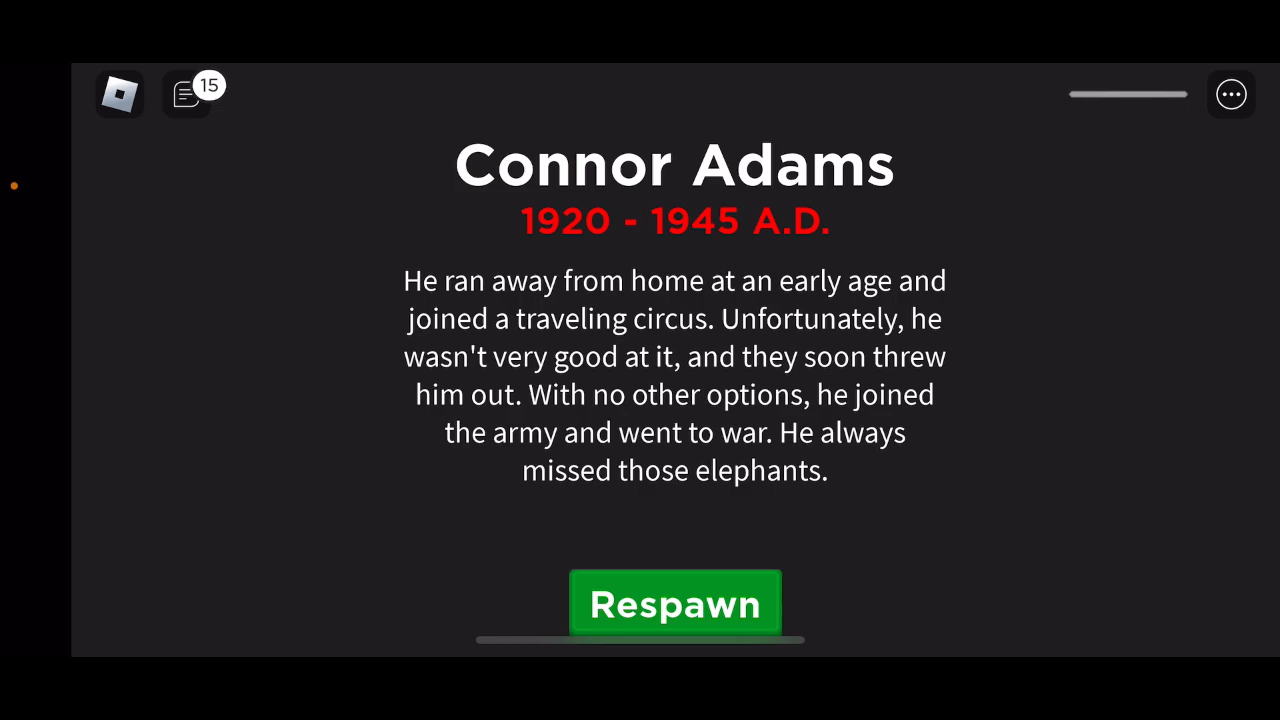 15
Connor Adams
1920 - 1945 A.D.
He ran away from home at an early age and
joined a traveling circus. Unfortunately, he
wasn't very good at it, and they soon threw
him out. With no other options, he joined
the army and went to war. He always
missed those elephants.
Respawn